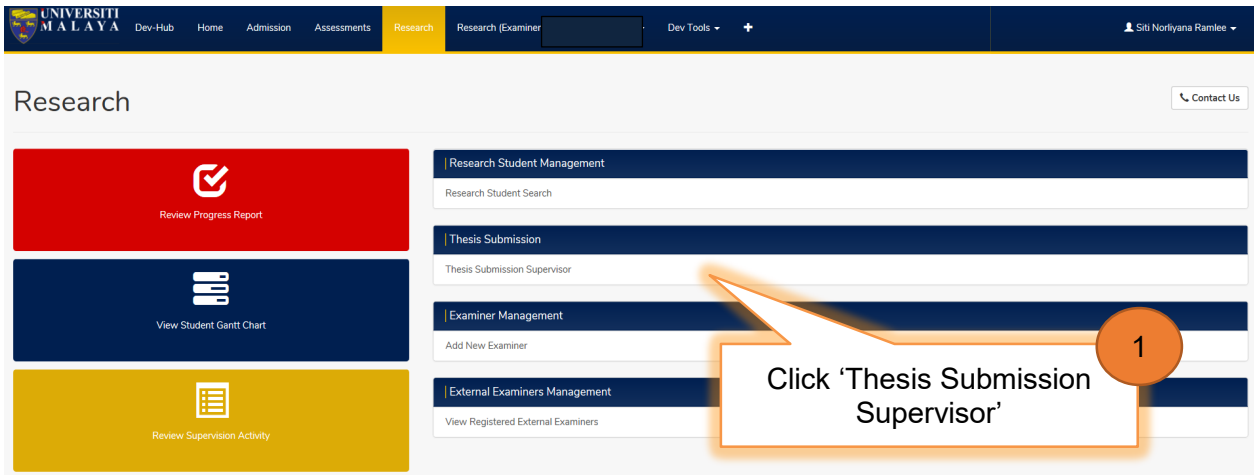 UNIVERSITI
MALAYA
Dev-Hub Home Admission Assessments Research Research (Examiner Dev Tools Siti Norliyana Ramlee
Research
Contact Us
Review Progress Report
View Student Gantt Chart
Review Supervision Activity
Research Student Management
Research Student Search
Thesis Submission
Thesis Submission Supervisor
Examiner Management
Add New Examiner
External Examiners Management
View Registered External Examiners
1
Click ‘Thesis Submission
Supervisor’